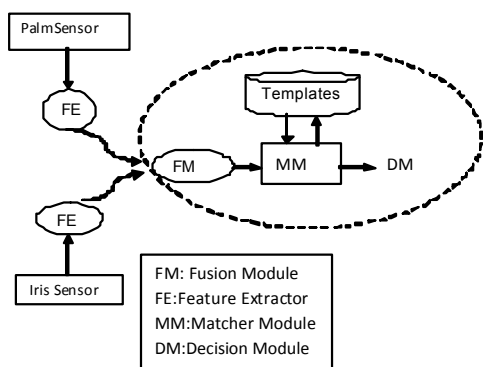 PalmSensor
FE
Templates
FM
MM
DM
FE
Iris Sensor
FM: Fusion Module
FE:Feature Extractor
MM:Matcher Module
DM:Decision Module